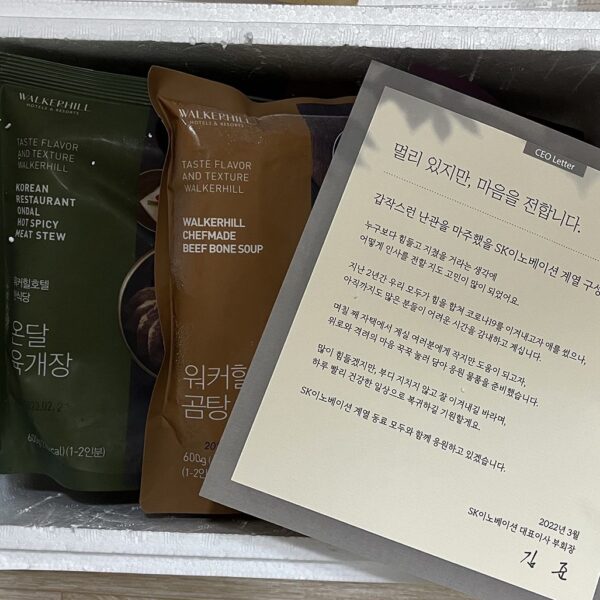 WALKERHILL
HOTELS & RESORTS
TASTE FLAVOR
AND TEXTURE
WALKERHILL
KOREAN
RESTAURANT
ONDAL
HOT SPICY
MEAT STEW
워커힐호텔
온달
육개장
(1-2인분)
WALKERHILL
HOTELS & RESORTS
TASTE FLAVOR
AND TEXTURE
WALKERHILL
WALKERHILL
CHEFMADE
BEEF BONE SOUP
워커힐
곰탕
600g
CEO Letter
멀리 있지만, 마음을 전합니다.
갑작스런 난관을 마주했을 SK이노베이션 계열 구성
누구보다 힘들고 지쳤을 거라는 생각에
어떻게 인사를 전할 지도 고민이 많이 되었어요.
지난 2년간 우리 모두가 힘을 합쳐 코로나19를 이겨내고자 애를 썼으나,
아직까지도 많은 분들이 어려운 시간을 감내하고 계십니다.
며칠 째 자택에서 계실 여러분에게 작지만 도움이 되고자,
위로와 격려의 마음 꾹꾹 눌러 담아 응원 물품을 준비했습니다.
많이 힘들겠지만, 부디 지치지 않고 잘 이겨내길 바라며,
하루 빨리 건강한 일상으로 복귀하길 기원할게요.
SK이노베이션 계열 동료 모두와 함께 응원하고 있겠습니다.
2022년 3월
SK이노베이션 대표이사 부회장
김 준